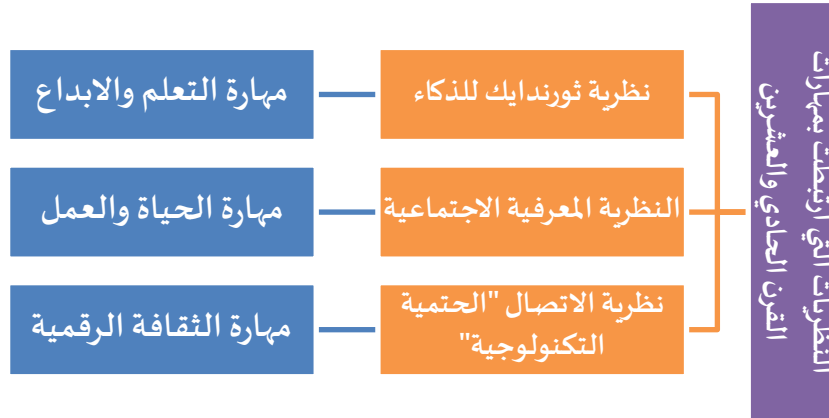 النظريات التي ارتبطت بمهارات
القرن الحادي والعشرين
نظرية ثورندايك للذكاء
مهارة التعلم والابداع
النظرية المعرفية الاجتماعية
مهارة الحياة والعمل
نظرية الاتصال "الحتمية
التكنولوجية"
مهارة الثقافة الرقمية